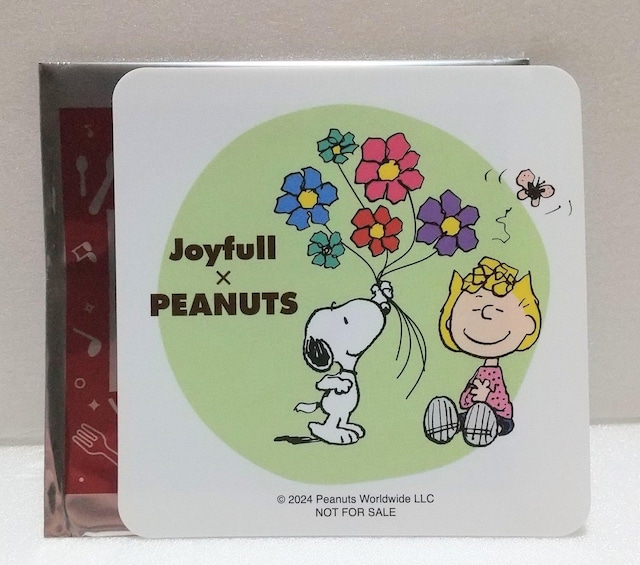 Joyfull
×
PEANUTS
© 2024 Peanuts Worldwide LLC
NOT FOR SALE